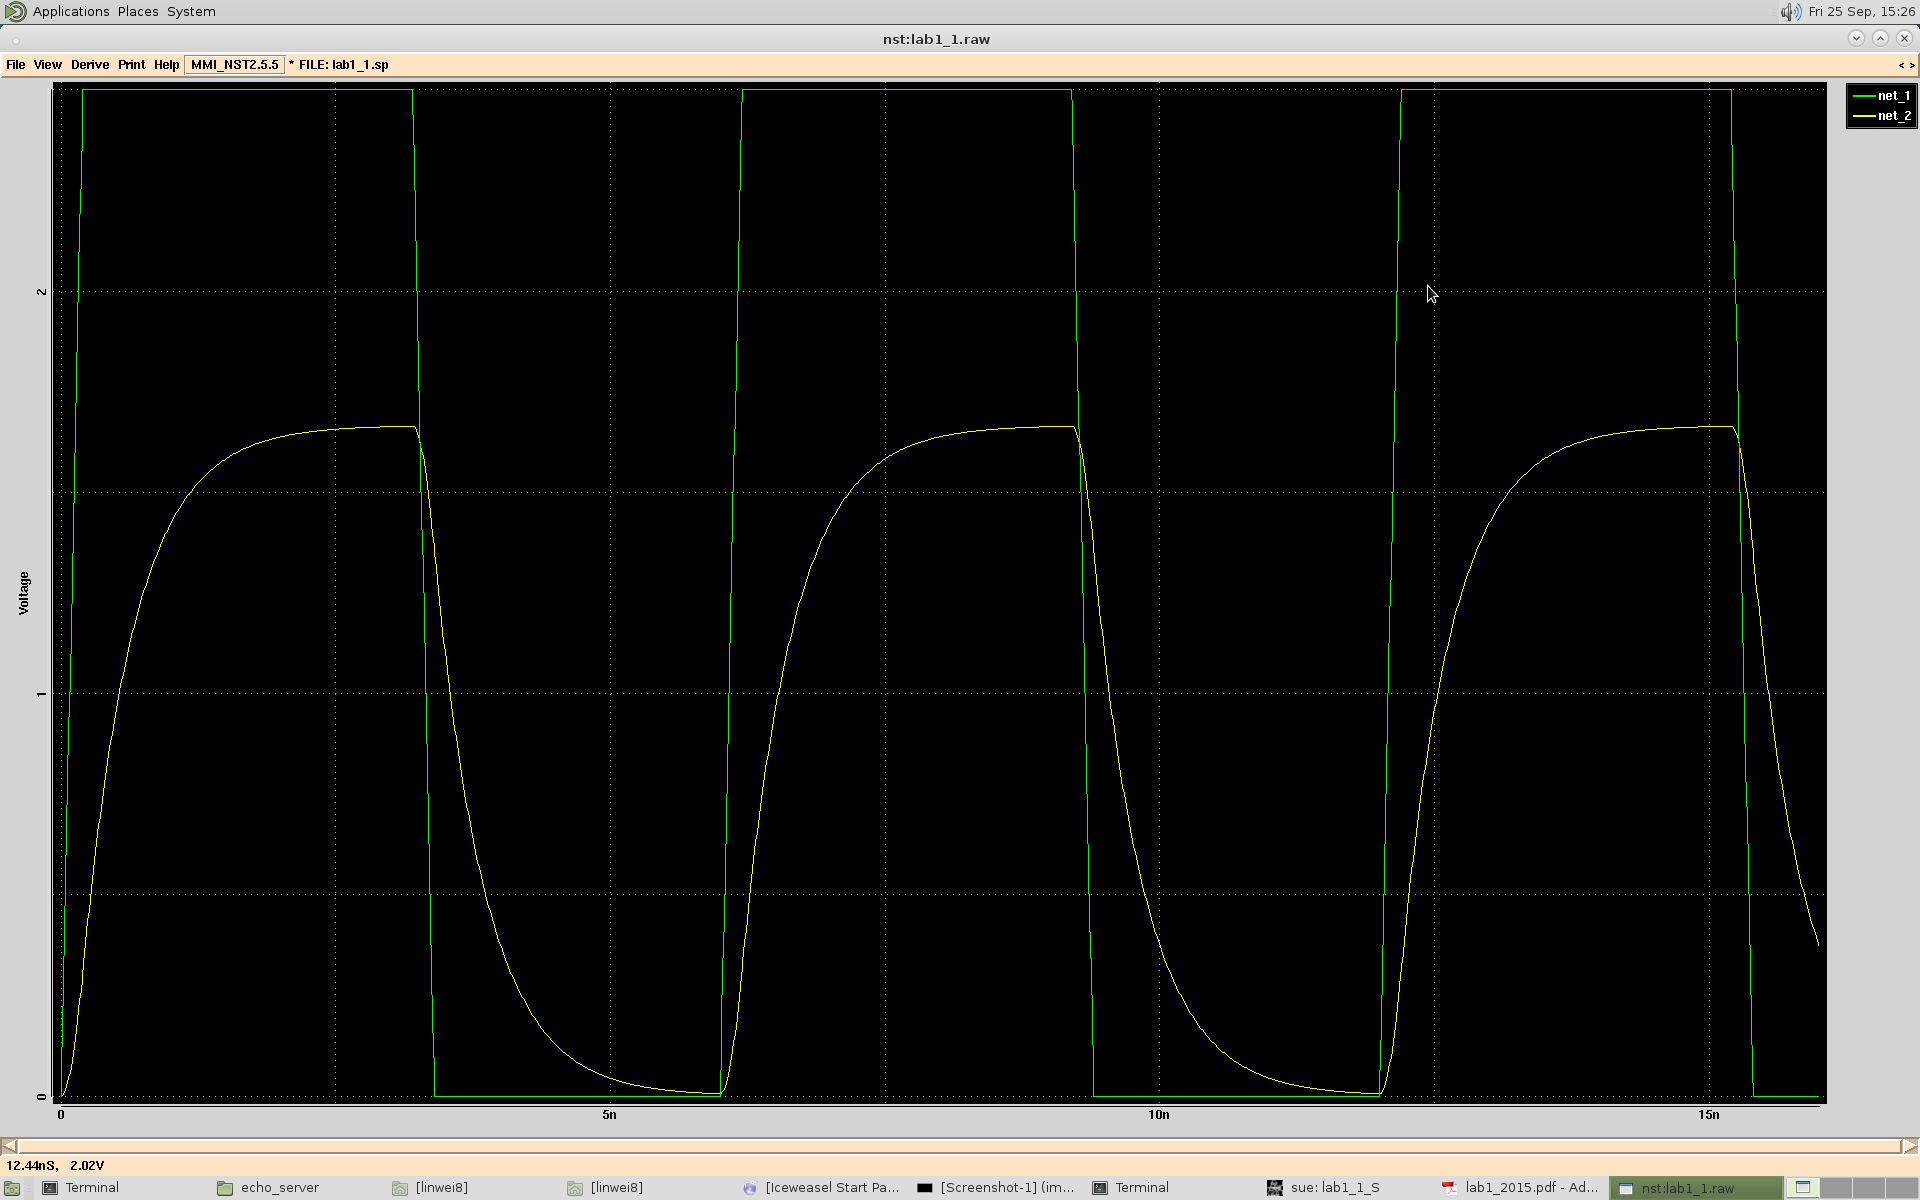 Applications Places System Fri 25 Sep, 15:26
nst:lab1_1.raw
File View Derive Print Help MMI_NST2.5.5 * FILE: lab1_1.sp < >
net_1
net_2
2
Voltage
1
0
0 5n 10n 15n
12.44nS, 2.02V
Terminal echo_server [linwei8] [linwei8] [Iceweasel Start Pa... [Screenshot-1] (im... Terminal sue: lab1_1_S lab1_2015.pdf - Ad... nst:lab1_1.raw